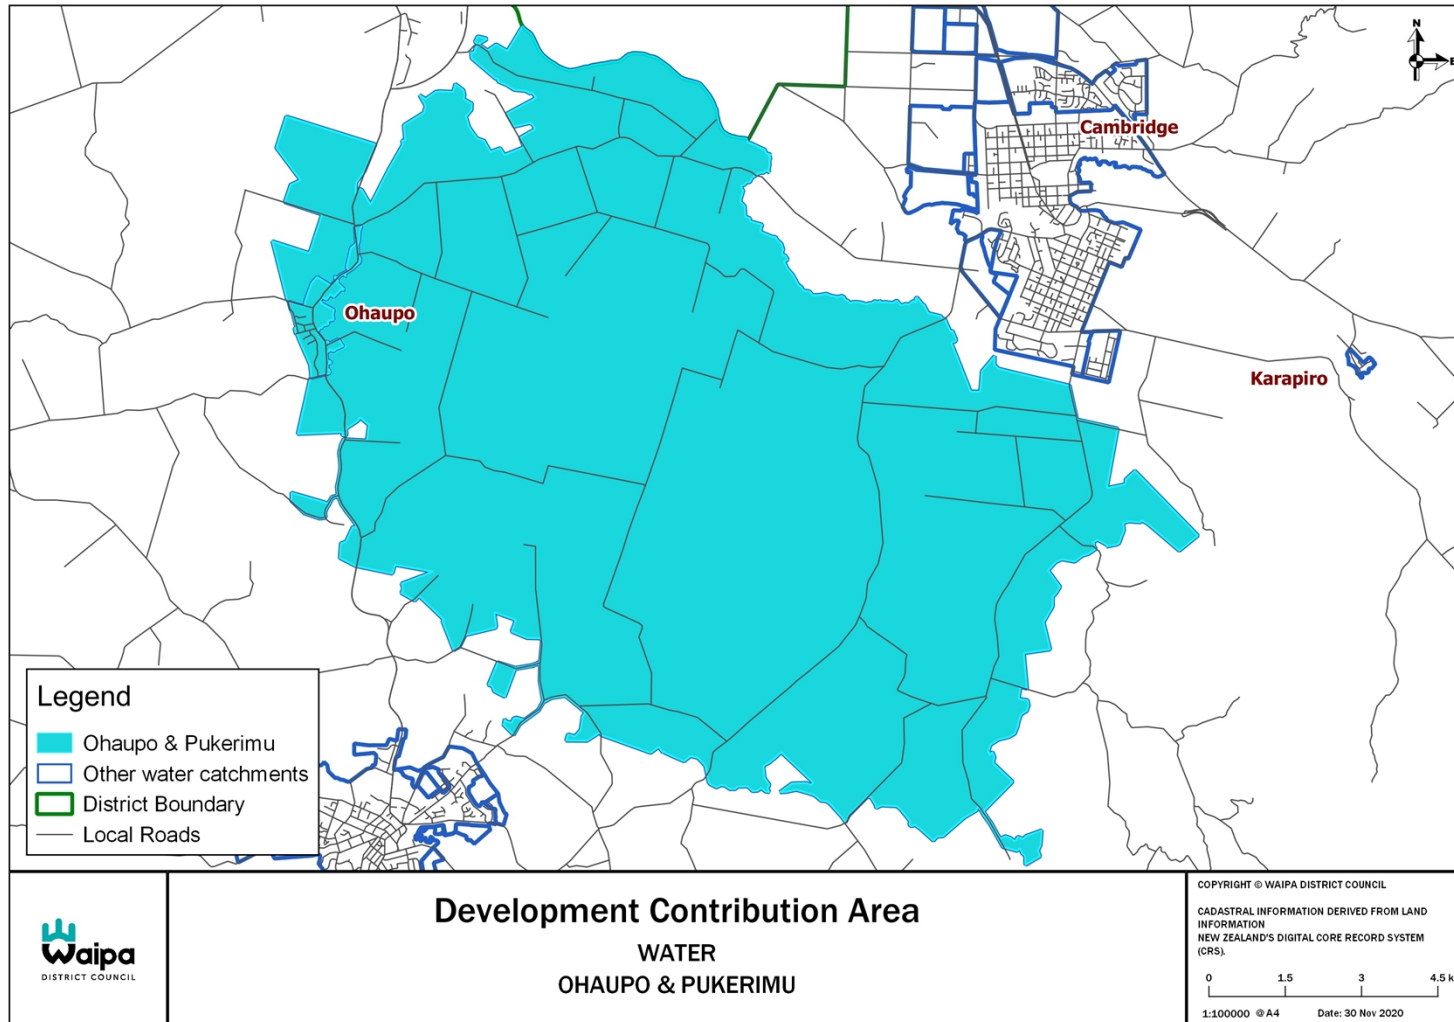 N
E
Cambridge
Ohaupo
Karapiro
Legend
Ohaupo & Pukerimu
Other water catchments
District Boundary
Local Roads
Waipa
DISTRICT COUNCIL
Development Contribution Area
WATER
OHAUPO & PUKERIMU
COPYRIGHT © WAIPA DISTRICT COUNCIL
CADASTRAL INFORMATION DERIVED FROM LAND
INFORMATION
NEW ZEALAND'S DIGITAL CORE RECORD SYSTEM
(CRS).
0 1.5 3 4.5 k
1:100000 @ A4 Date: 30 Nov 2020